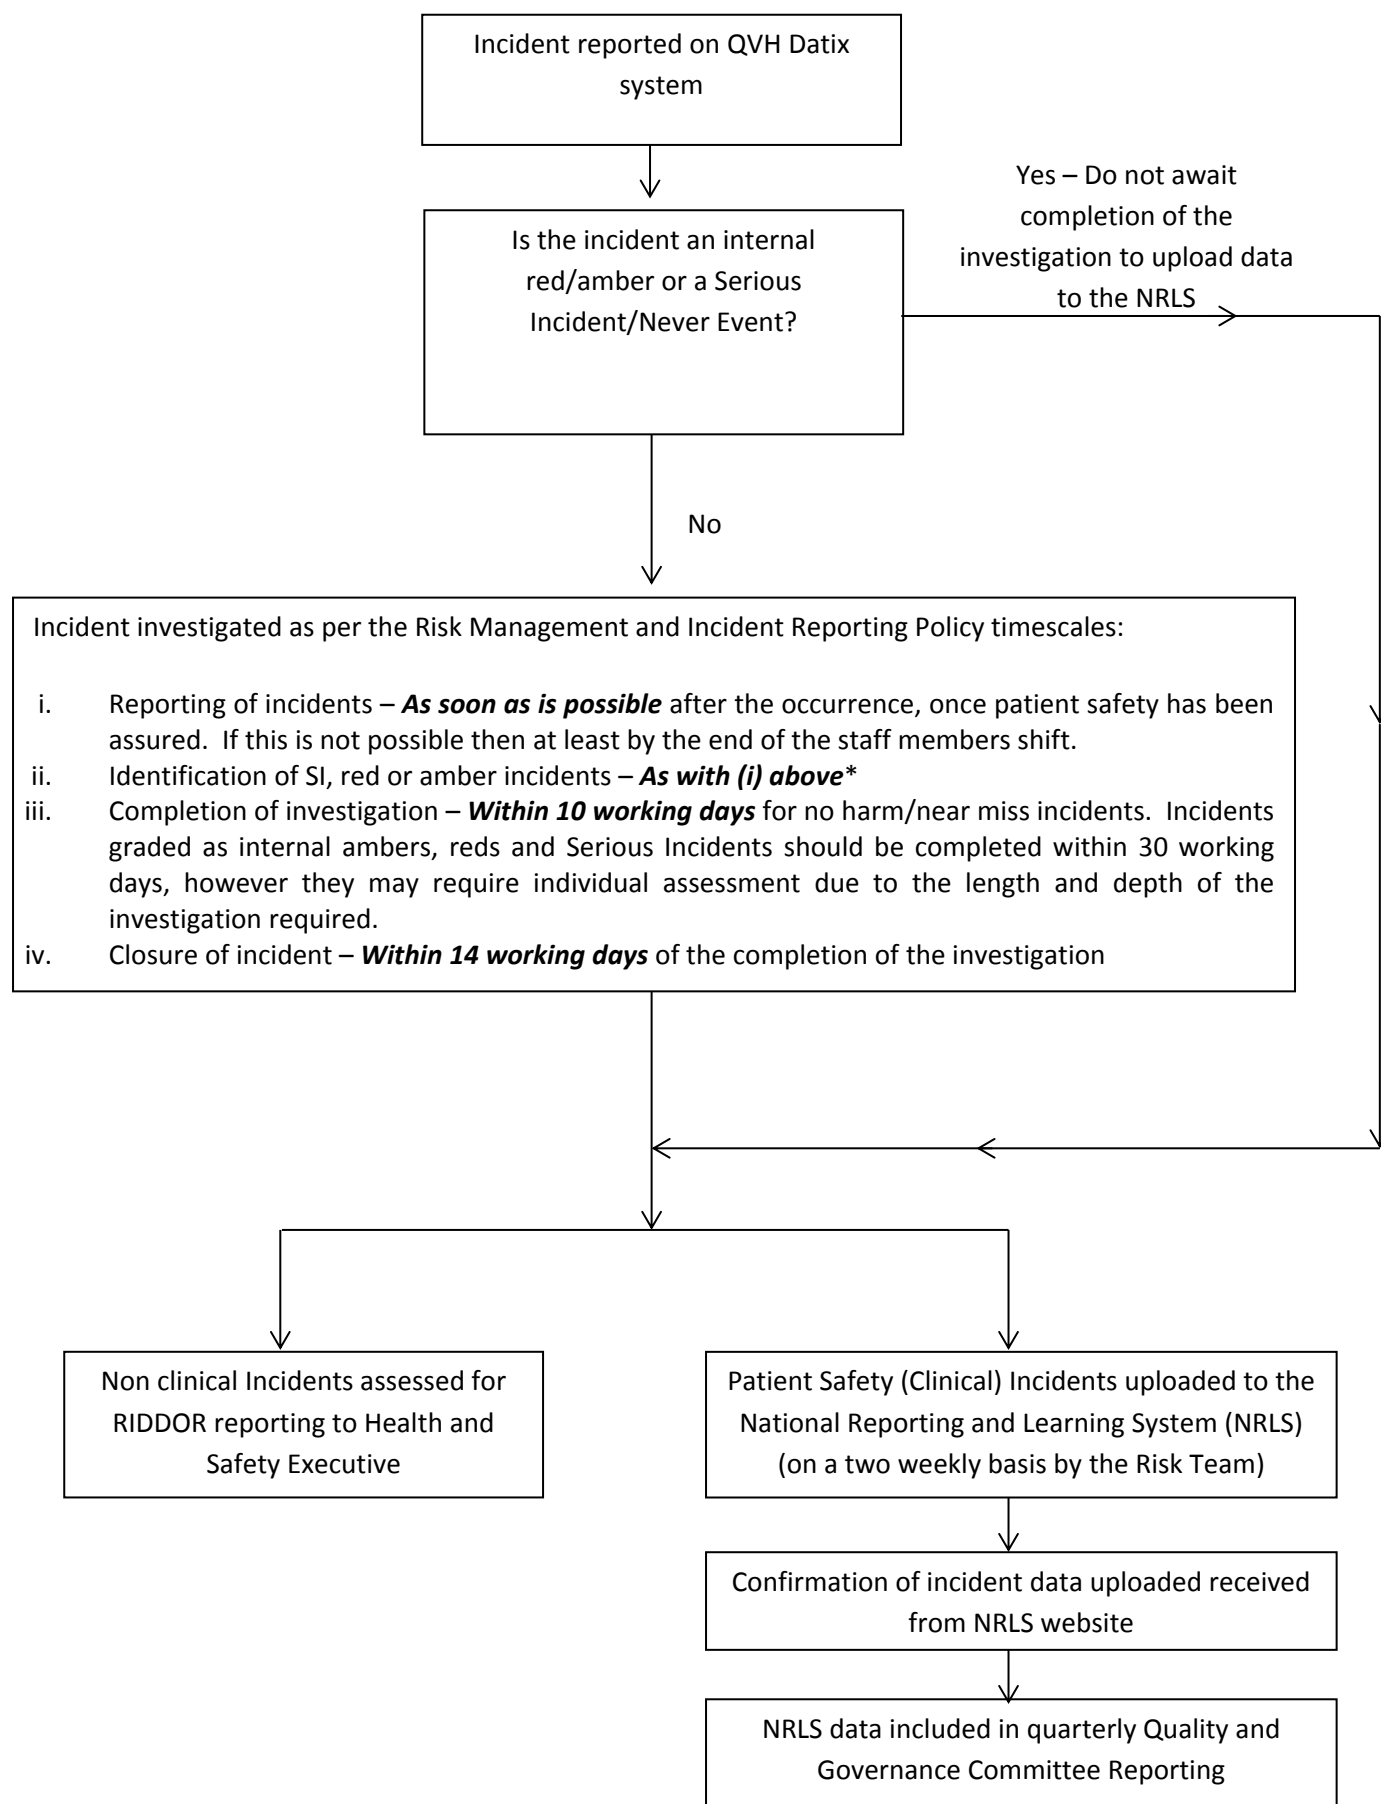 Incident reported on QVH Datix
system
Yes – Do not await
completion of the
investigation to upload data
to the NRLS
Is the incident an internal
red/amber or a Serious
Incident/Never Event?
No
Incident investigated as per the Risk Management and Incident Reporting Policy timescales:
i. Reporting of incidents – As soon as is possible after the occurrence, once patient safety has been
assured. If this is not possible then at least by the end of the staff members shift.
ii. Identification of SI, red or amber incidents – As with (i) above*
iii. Completion of investigation – Within 10 working days for no harm/near miss incidents. Incidents
graded as internal ambers, reds and Serious Incidents should be completed within 30 working
days, however they may require individual assessment due to the length and depth of the
investigation required.
iv. Closure of incident – Within 14 working days of the completion of the investigation
Non clinical Incidents assessed for
RIDDOR reporting to Health and
Safety Executive
Patient Safety (Clinical) Incidents uploaded to the
National Reporting and Learning System (NRLS)
(on a two weekly basis by the Risk Team)
Confirmation of incident data uploaded received
from NRLS website
NRLS data included in quarterly Quality and
Governance Committee Reporting